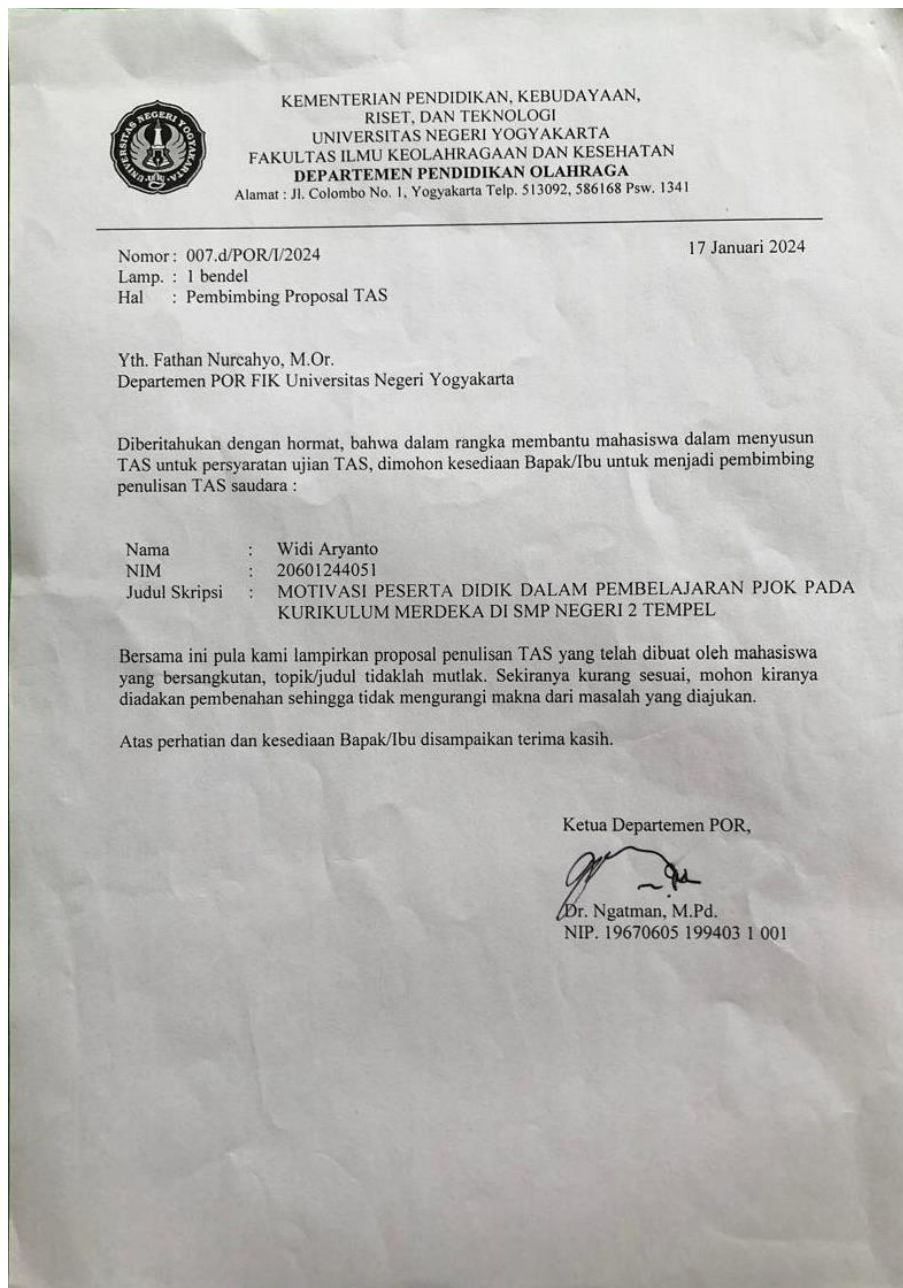 UNIVERSITAS NEGERI YOGYAKARTA
KEMENTERIAN PENDIDIKAN, KEBUDAYAAN,
RISET, DAN TEKNOLOGI
UNIVERSITAS NEGERI YOGYAKARTA
FAKULTAS ILMU KEOLAHRAGAAN DAN KESEHATAN
DEPARTEMEN PENDIDIKAN OLAHRAGA
Alamat : Jl. Colombo No. 1, Yogyakarta Telp. 513092, 586168 Psw. 1341
Nomor : 007.d/POR/I/2024 17 Januari 2024
Lamp. : 1 bendel
Hal : Pembimbing Proposal TAS
Yth. Fathan Nurcahyo, M.Or.
Departemen POR FIK Universitas Negeri Yogyakarta
Diberitahukan dengan hormat, bahwa dalam rangka membantu mahasiswa dalam menyusun
TAS untuk persyaratan ujian TAS, dimohon kesediaan Bapak/Ibu untuk menjadi pembimbing
penulisan TAS saudara :
Nama : Widi Aryanto
NIM : 20601244051
Judul Skripsi : MOTIVASI PESERTA DIDIK DALAM PEMBELAJARAN PJOK PADA
KURIKULUM MERDEKA DI SMP NEGERI 2 TEMPEL
Bersama ini pula kami lampirkan proposal penulisan TAS yang telah dibuat oleh mahasiswa
yang bersangkutan, topik/judul tidaklah mutlak. Sekiranya kurang sesuai, mohon kiranya
diadakan pembenahan sehingga tidak mengurangi makna dari masalah yang diajukan.
Atas perhatian dan kesediaan Bapak/Ibu disampaikan terima kasih.
Ketua Departemen POR,
Dr. Ngatman, M.Pd.
NIP. 19670605 199403 1 001